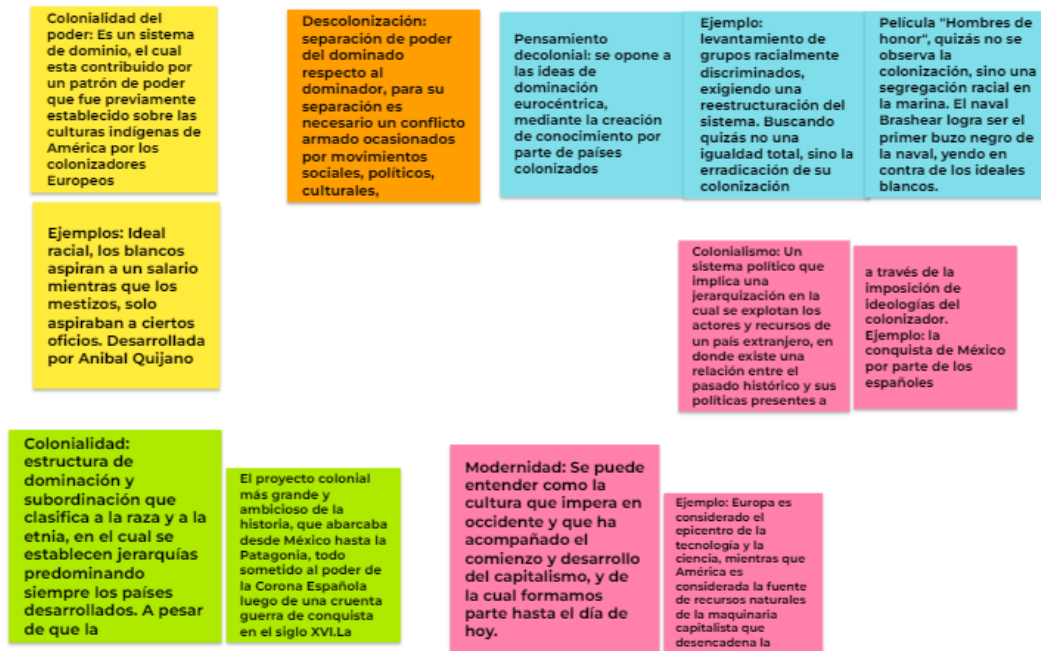 Colonialidad del
poder: Es un sistema
de dominio, el cual
esta contribuido por
un patrón de poder
que fue previamente
establecido sobre las
culturas indígenas de
América por los
colonizadores
Europeos
Descolonización:
separación de poder
del dominado
respecto al
dominador, para su
separación es
necesario un conflicto
armado ocasionados
por movimientos
sociales, políticos,
culturales,
Pensamiento
decolonial: se opone a
las ideas de
dominación
eurocéntrica,
mediante la creación
de conocimiento por
parte de países
colonizados
Ejemplo:
levantamiento de
grupos racialmente
discriminados,
exigiendo una
reestructuración del
sistema. Buscando
quizás no una
igualdad total, sino la
erradicación de su
colonización
Película "Hombres de
honor", quizás no se
observa la
colonización, sino una
segregación racial en
la marina. El naval
Brashear logra ser el
primer buzo negro de
la naval, yendo en
contra de los ideales
blancos.
Ejemplos: Ideal
racial, los blancos
aspiran a un salario
mientras que los
mestizos, solo
aspiraban a ciertos
oficios. Desarrollada
por Anibal Quijano
Colonialismo: Un
sistema político que
implica una
jerarquización en la
cual se explotan los
actores y recursos de
un país extranjero, en
donde existe una
relación entre el
pasado histórico y sus
políticas presentes a
a través de la
imposición de
ideologías del
colonizador.
Ejemplo: la
conquista de México
por parte de los
españoles
Colonialidad:
estructura de
dominación y
subordinación que
clasifica a la raza y a la
etnia, en el cual se
establecen jerarquías
predominando
siempre los países
desarrollados. A pesar
de que la
El proyecto colonial
más grande y
ambicioso de la
historia, que abarcaba
desde México hasta la
Patagonia, todo
sometido al poder de
la Corona Española
luego de una cruenta
guerra de conquista
en el siglo XVI.La
Modernidad: Se puede
entender como la
cultura que impera en
occidente y que ha
acompañado el
comienzo y desarrollo
del capitalismo, y de
la cual formamos
parte hasta el día de
hoy.
Ejemplo: Europa es
considerado el
epicentro de la
tecnología y la
ciencia, mientras que
América es
considerada la fuente
de recursos naturales
de la maquinaria
capitalista que
desencadena la